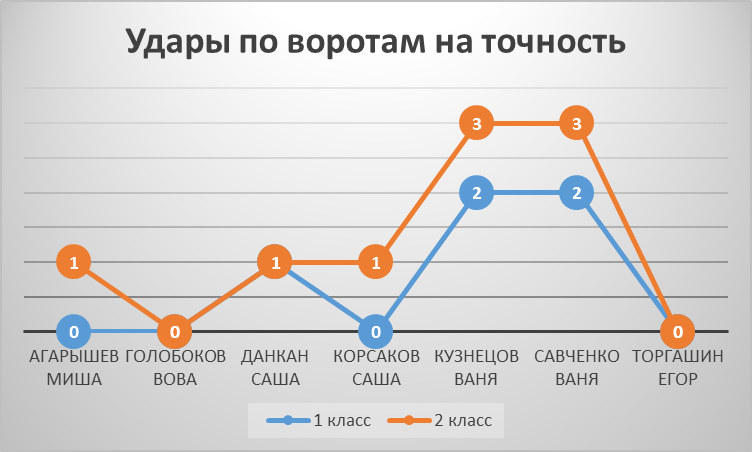 Удары по воротам на точность
3 3
2 2
1 1 1
0 0 0 0
АГАРЫШЕВ ГОЛОБОКОВ ДАНКАН КОРСАКОВ КУЗНЕЦОВ САВЧЕНКО ТОРГАШИН
МИША ВОВА САША САША ВАНЯ ВАНЯ ЕГОР
1 класс 2 класс